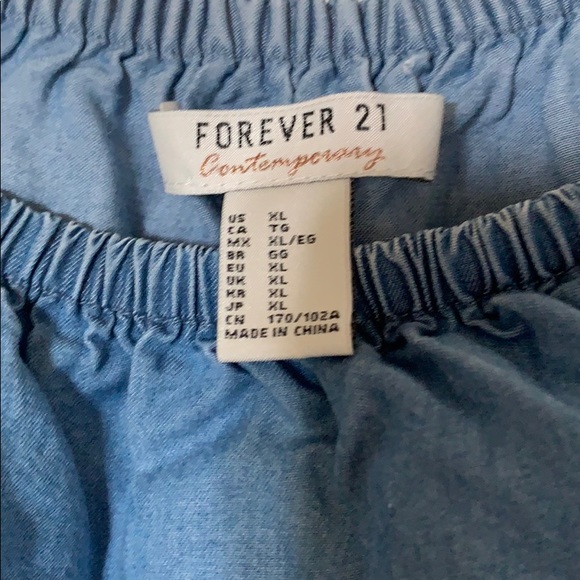 FOREVER 21
Contemporary
US XL
CA TG
MX XL/EG
BR GG
EU XL
UK XL
KR XL
JP XL
CN 170/102A
MADE IN CHINA